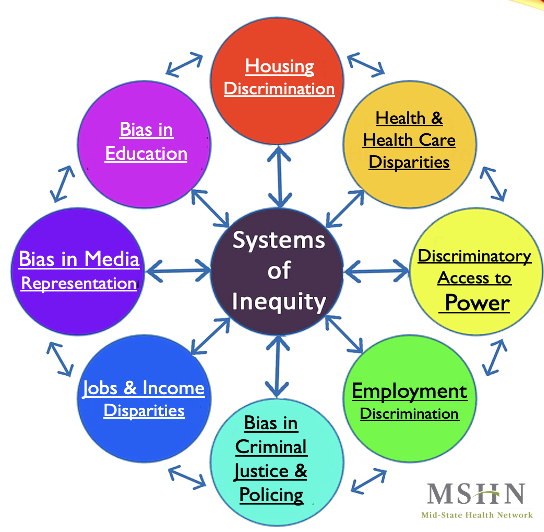 Housing
Discrimination
Health &
Health Care
Disparities
Discriminatory
Access to
Power
Employment
Discrimination
Bias in
Criminal
Justice &
Policing
Jobs & Income
Disparities
Bias in Media
Representation
Bias in
Education
Systems
of
Inequity
MSHN
Mid-State Health Network